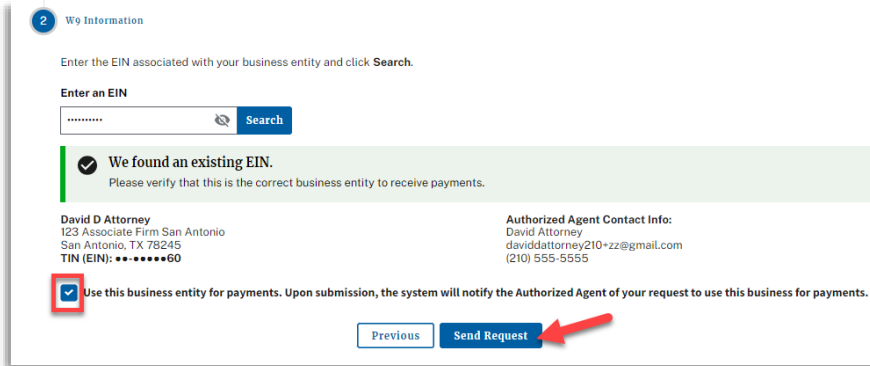 2 W9 Information
Enter the EIN associated with your business entity and click Search.
Enter an EIN
•••••••••• Search
We found an existing EIN.
Please verify that this is the correct business entity to receive payments.
David D Attorney
123 Associate Firm San Antonio
San Antonio, TX 78245
TIN (EIN): ●●-●●●●●60
Authorized Agent Contact Info:
David Attorney
daviddattorney210+zz@gmail.com
(210) 555-5555
Use this business entity for payments. Upon submission, the system will notify the Authorized Agent of your request to use this business for payments.
Previous Send Request